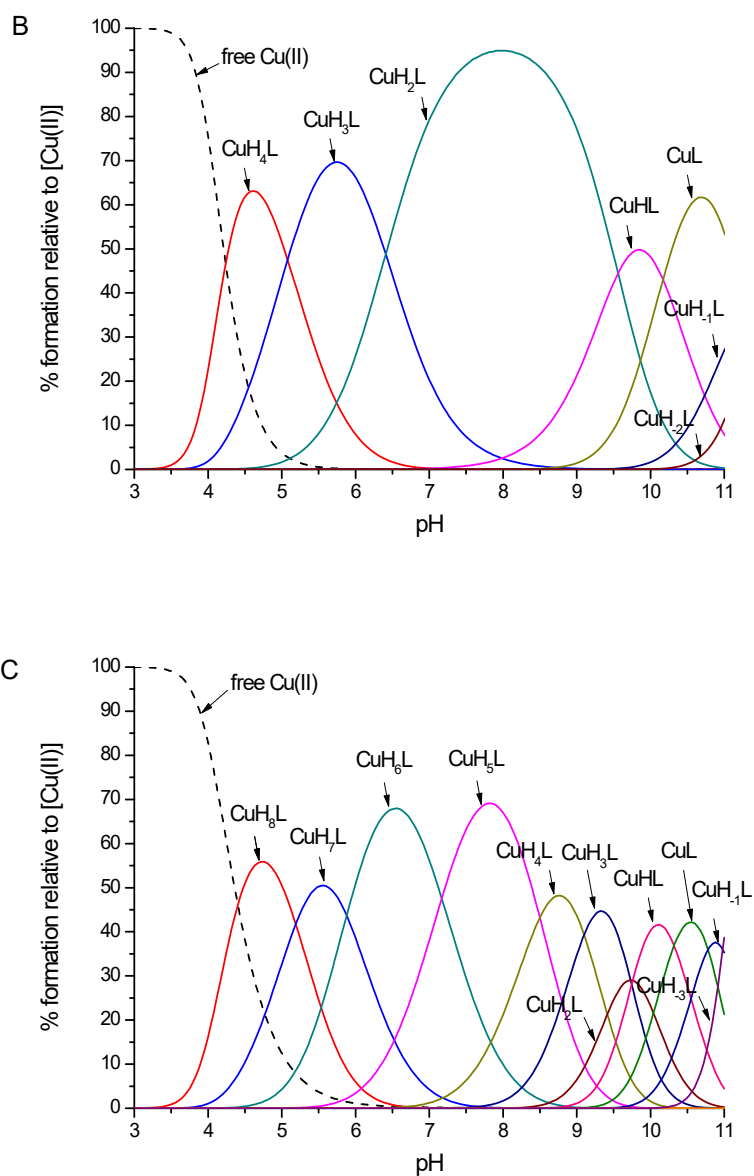 B
% formation relative to [Cu(II)]
100
90
80
70
60
50
40
30
20
10
0
free Cu(II)
CuH₄L
CuH₃L
CuH₂L
CuHL
CuL
CuH₋₁L
CuH₋₂L
3 4 5 6 7 8 9 10 11
pH
C
% formation relative to [Cu(II)]
100
90
80
70
60
50
40
30
20
10
0
free Cu(II)
CuH₈L
CuH₇L
CuH₆L
CuH₅L
CuH₄L
CuH₃L
CuH₂L
CuHL
CuL
CuH₋₁L
CuH₋₃L
3 4 5 6 7 8 9 10 11
pH